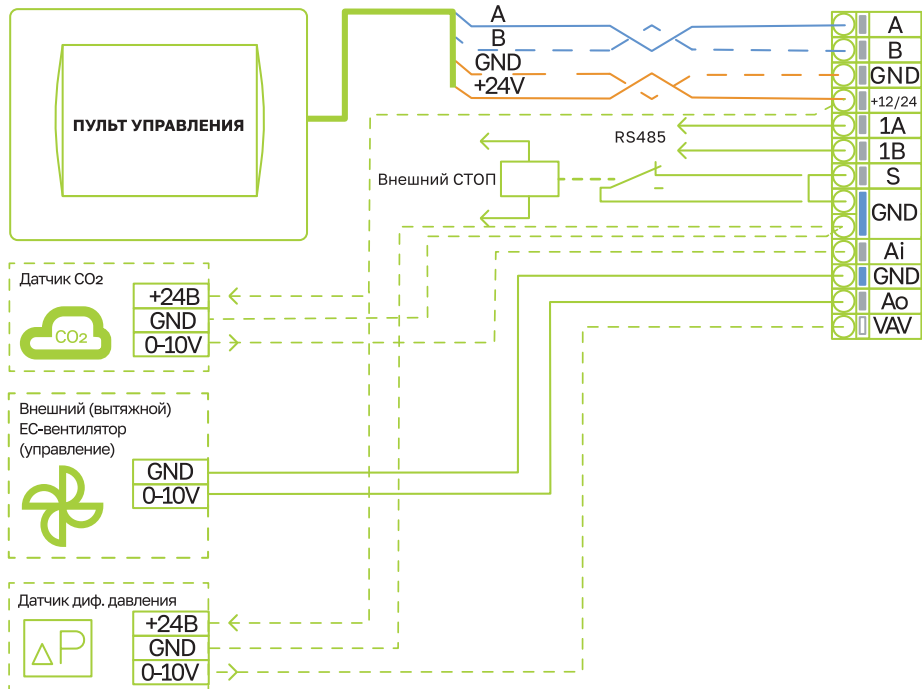 ПУЛЬТ УПРАВЛЕНИЯ
A
B
GND
+24V
RS485
Внешний СТОП
A
B
GND
+12/24
1A
1B
S
GND
Ai
GND
Ao
VAV
Датчик CO2
CO2
+24В
GND
0-10V
Внешний (вытяжной)
ЕС-вентилятор
(управление)
GND
0-10V
Датчик диф. давления
ΔP
+24В
GND
0-10V